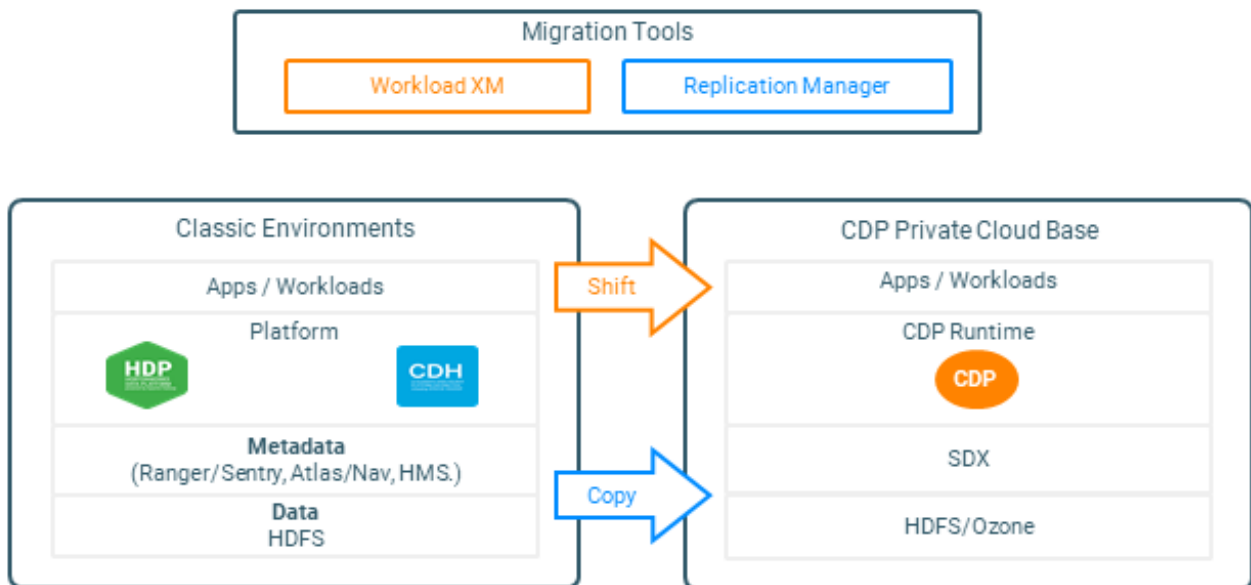 Migration Tools
Workload XM
Replication Manager
Classic Environments
Apps / Workloads
Platform
HDP
CDH
Metadata
(Ranger/Sentry, Atlas/Nav, HMS.)
Data
HDFS
Shift
Copy
CDP Private Cloud Base
Apps / Workloads
CDP Runtime
CDP
SDX
HDFS/Ozone